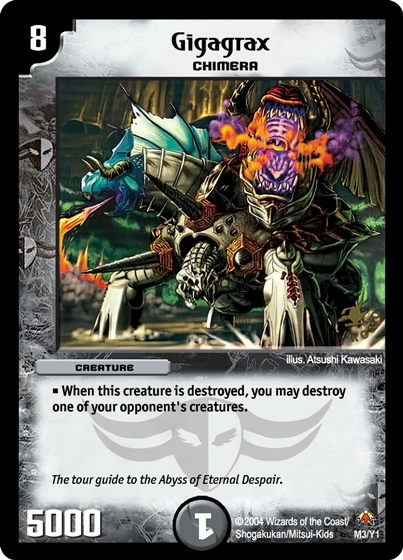 8
Gigagrax
CHIMERA
illus. Atsushi Kawasaki
CREATURE
▪ When this creature is destroyed, you may destroy
one of your opponent's creatures.
The tour guide to the Abyss of Eternal Despair.
5000
1
©2004 Wizards of the Coast/
Shogakukan/Mitsui-Kids
M3/Y1